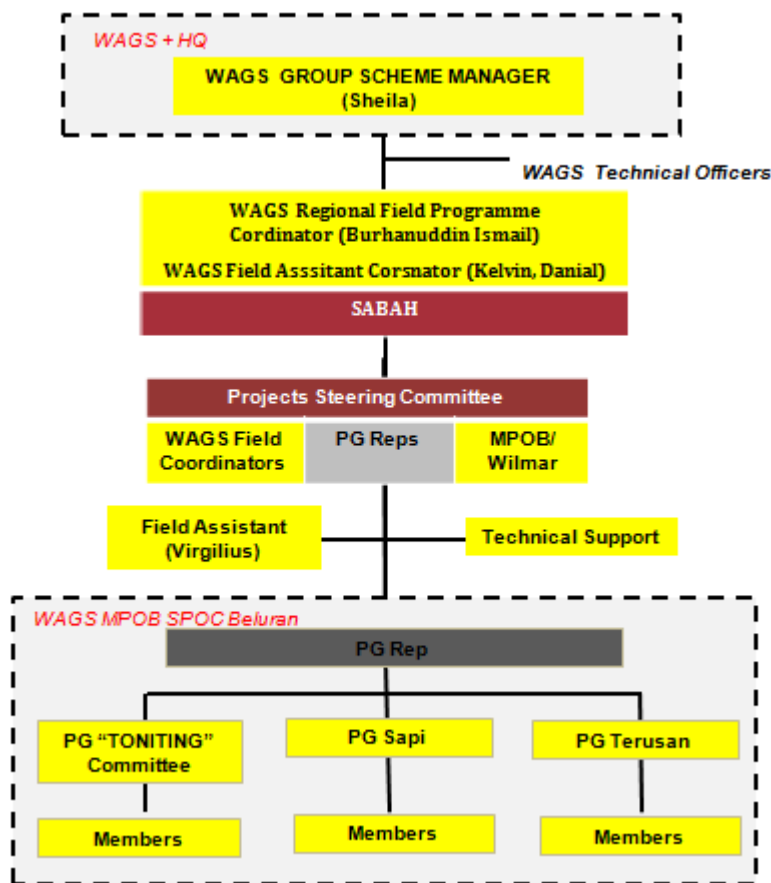 WAGS + HQ
WAGS GROUP SCHEME MANAGER
(Sheila)
WAGS Technical Officers
WAGS Regional Field Programme
Cordinator (Burhanuddin Ismail)
WAGS Field Asssitant Corsnator (Kelvin, Danial)
SABAH
Projects Steering Committee
WAGS Field
Coordinators
PG Reps
MPOB/
Wilmar
Field Assistant
(Virgilius)
Technical Support
WAGS MPOB SPOC Beluran
PG Rep
PG “TONITING”
Committee
PG Sapi
PG Terusan
Members
Members
Members